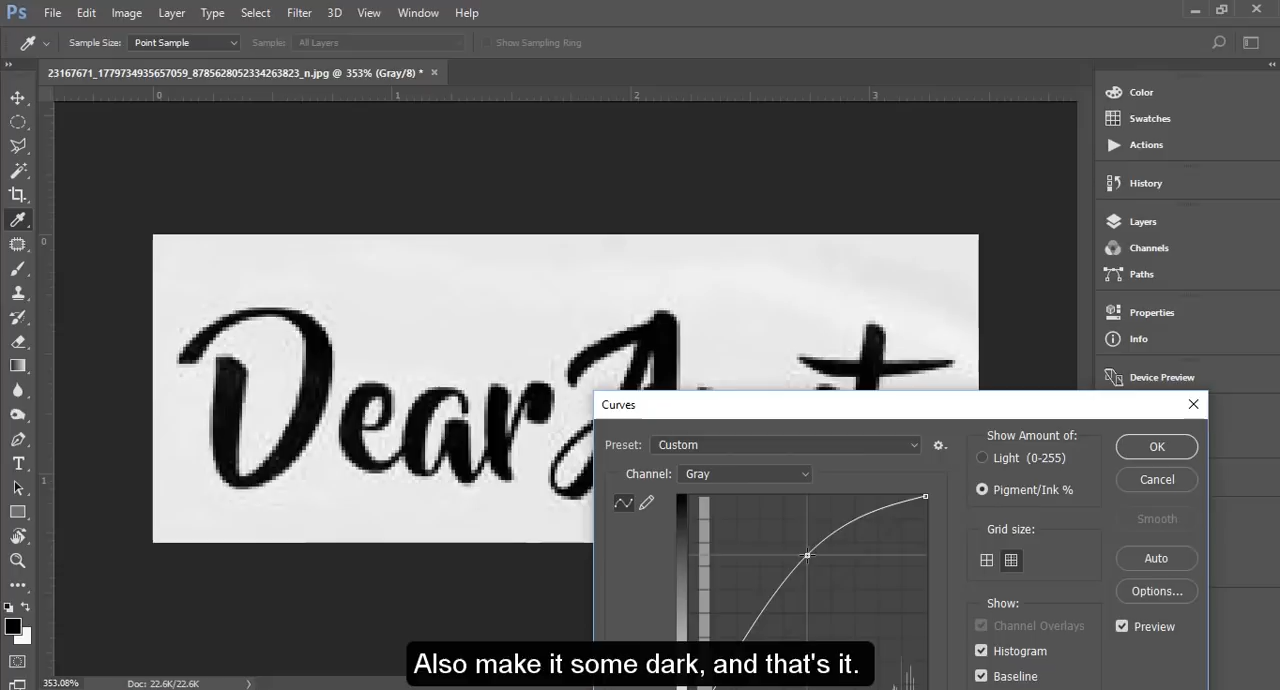 Ps File Edit Image Layer Type Select Filter 3D View Window Help
Sample Size: Point Sample Sample: All Layers Show Sampling Ring
23167671_1779734935657059_8785628052334263823_n.jpg @ 353% (Gray/8) * ×
0 1 2 3
Color
Swatches
Actions
History
Layers
Channels
Paths
Properties
Info
Device Preview
0
1
Dear
Curves
Preset: Custom
Channel: Gray
Show Amount of:
Light (0-255)
Pigment/Ink %
Grid size:
Show:
Channel Overlays
Histogram
Baseline
OK
Cancel
Smooth
Auto
Options...
Preview
Also make it some dark, and that's it.
353.08% Doc: 22.6K/22.6K